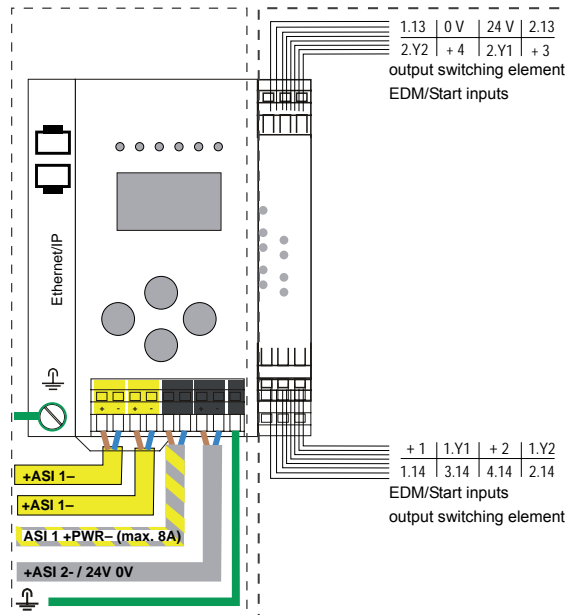 1.13 0 V 24 V 2.13
2.Y2 + 4 2.Y1 + 3
output switching element
EDM/Start inputs
Ethernet/IP
+ - + - + -
+ 1 1.Y1 + 2 1.Y2
1.14 3.14 4.14 2.14
EDM/Start inputs
output switching element
+ASI 1–
+ASI 1–
ASI 1 +PWR– (max. 8A)
+ASI 2- / 24V 0V